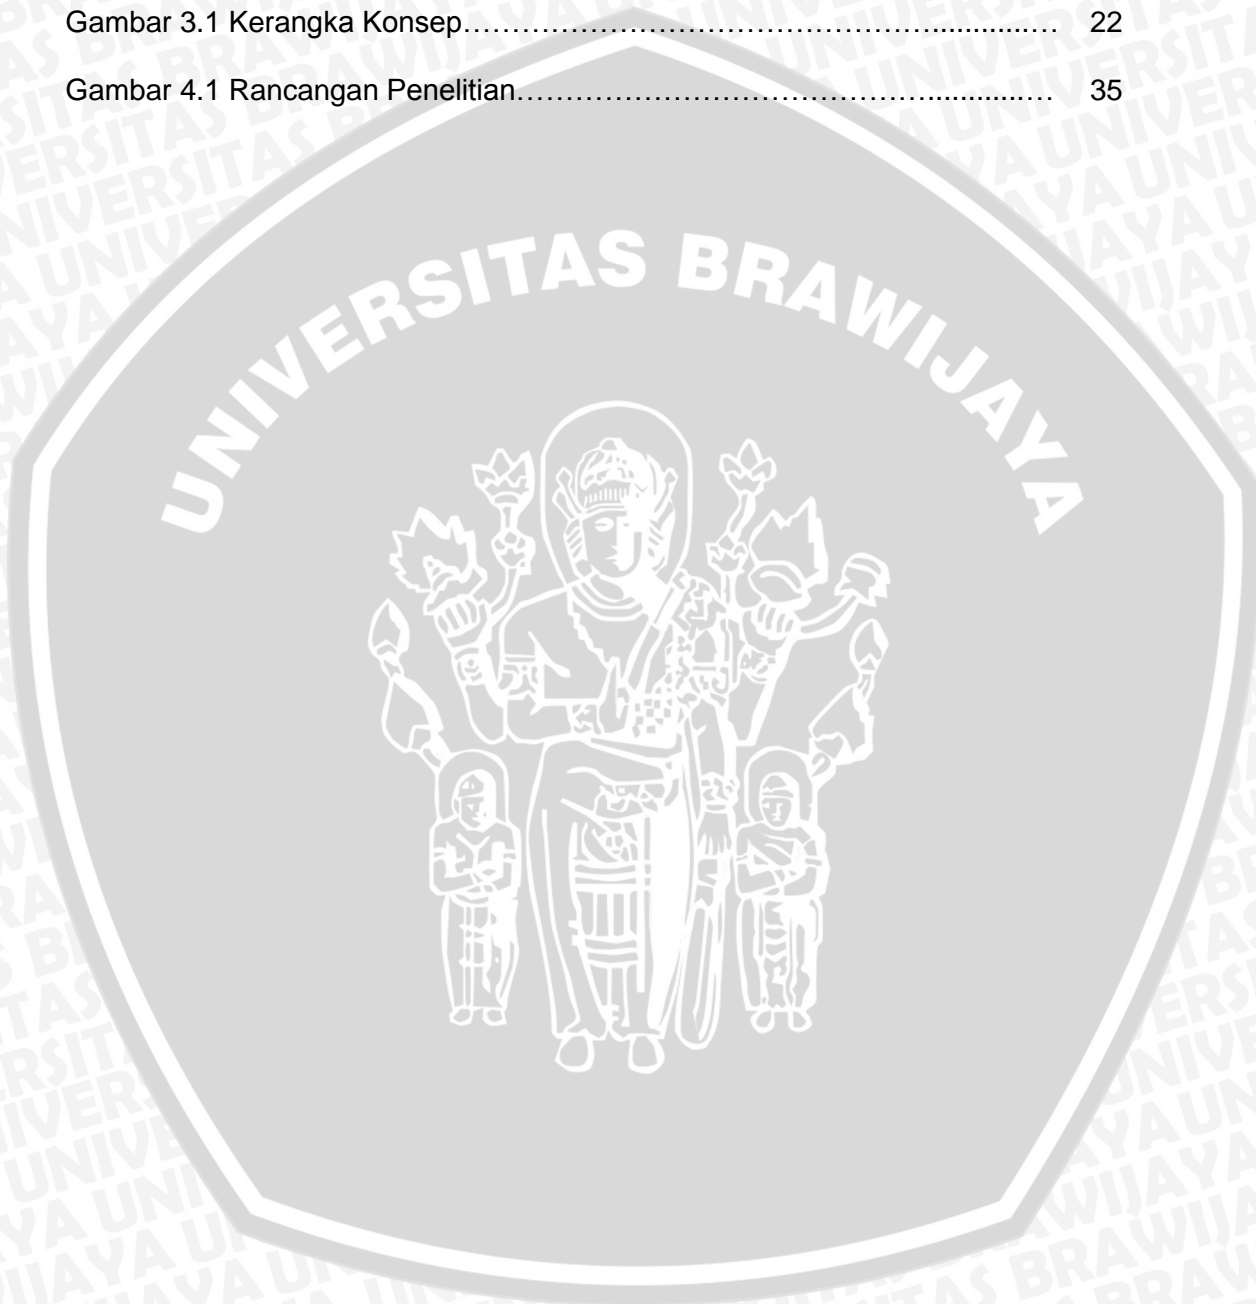 Gambar 3.1 Kerangka Konsep……………………………………….............… 22
Gambar 4.1 Rancangan Penelitian…………………………………….............… 35
UNIVERSITAS BRAWIJAYA